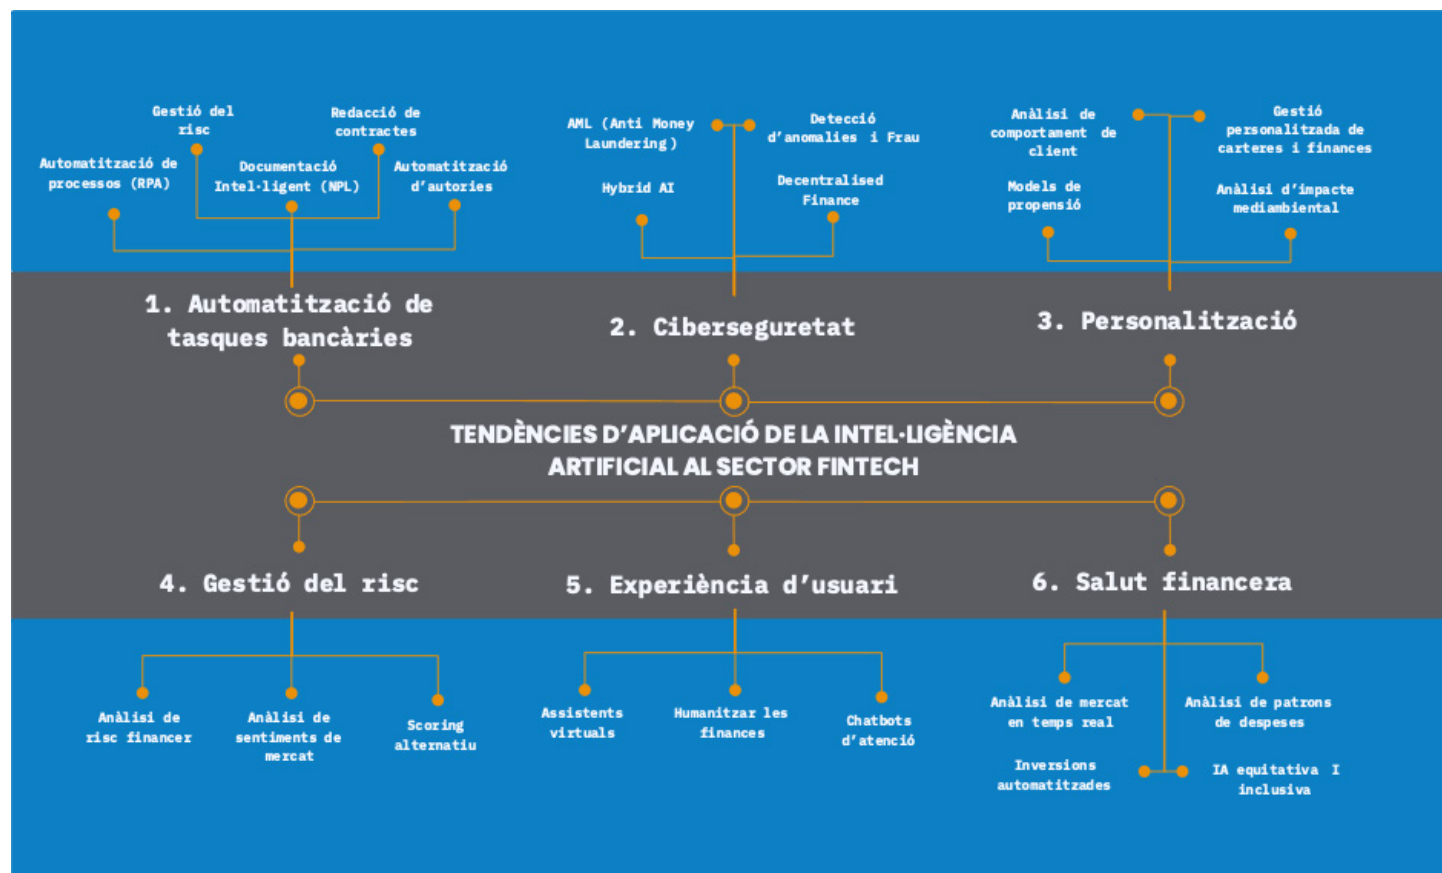 Gestió del
risc
Redacció de
contractes
Automatització de
processos (RPA)
Documentació
Intel·ligent (NPL)
Automatització
d'autories
AML (Anti Money
Laundering)
Detecció
d'anomalies i Frau
Hybrid AI
Decentralised
Finance
Anàlisi de
comportament de
client
Gestió
personalitzada de
carteres i finances
Models de
propensió
Anàlisi d'impacte
mediambiental
1. Automatització de
tasques bancàries
2. Ciberseguretat
3. Personalització
TENDÈNCIES D'APLICACIÓ DE LA INTEL·LIGÈNCIA
ARTIFICIAL AL SECTOR FINTECH
4. Gestió del risc
5. Experiència d'usuari
6. Salut financera
Anàlisi de
risc financer
Anàlisi de
sentiments de
mercat
Scoring
alternatiu
Assistents
virtuals
Humanitzar les
finances
Chatbots
d'atenció
Anàlisi de mercat
en temps real
Anàlisi de patrons
de despeses
Inversions
automatitzades
IA equitativa I
inclusiva